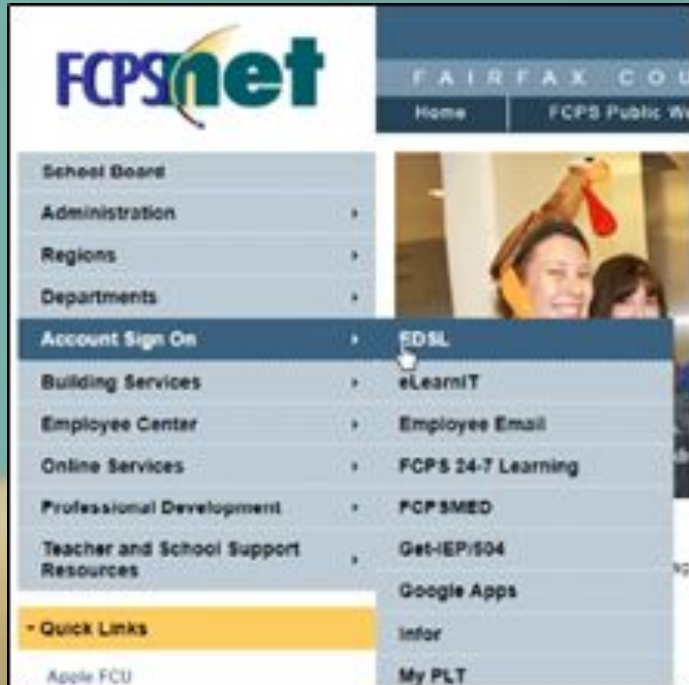 FCPSnet
FAIRFAX COU
Home
FCPS Public We
School Board
Administration
Regions
Departments
Account Sign On
EDSL
Building Services
eLearnIT
Employee Center
Employee Email
Online Services
FCPS 24-7 Learning
Professional Development
FCPSMED
Teacher and School Support
Resources
Get-IEP/504
Google Apps
- Quick Links
Infor
Apple FCU
My PLT